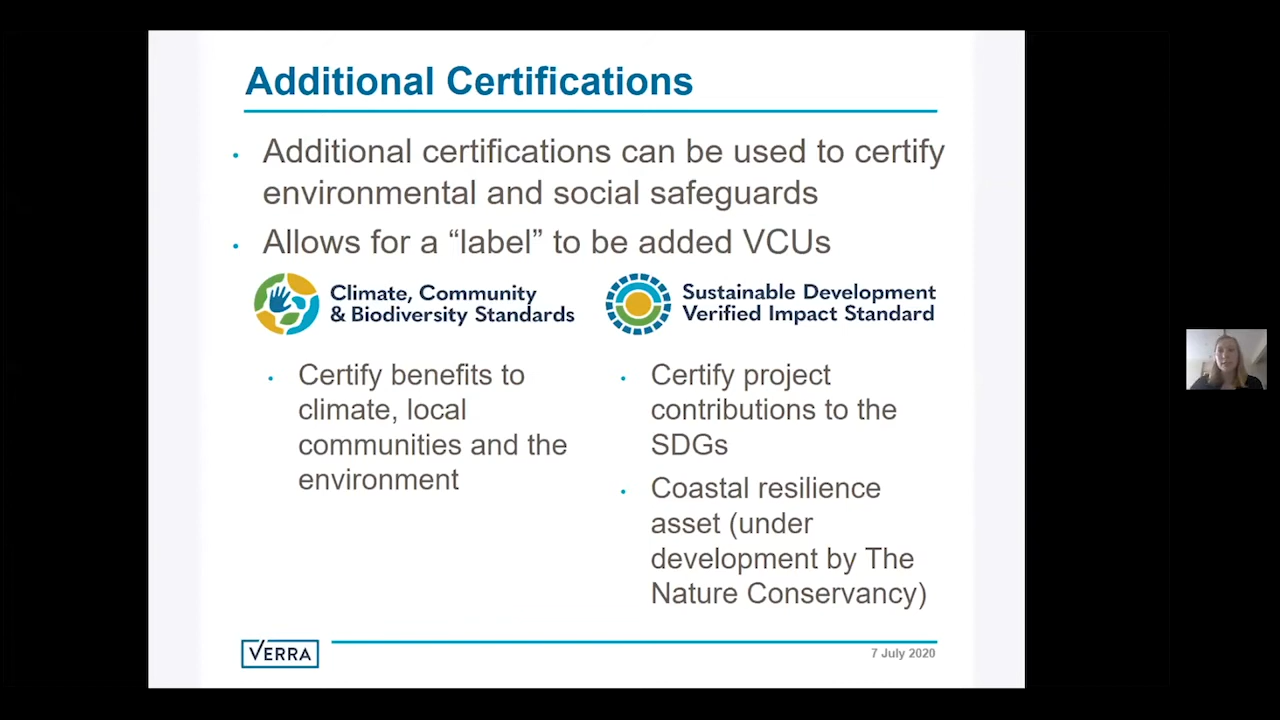 Additional Certifications
• Additional certifications can be used to certify
environmental and social safeguards
• Allows for a “label” to be added VCUs
Climate, Community
& Biodiversity Standards
Sustainable Development
Verified Impact Standard
• Certify benefits to
climate, local
communities and the
environment
• Certify project
contributions to the
SDGs
• Coastal resilience
asset (under
development by The
Nature Conservancy)
VERRA
7 July 2020